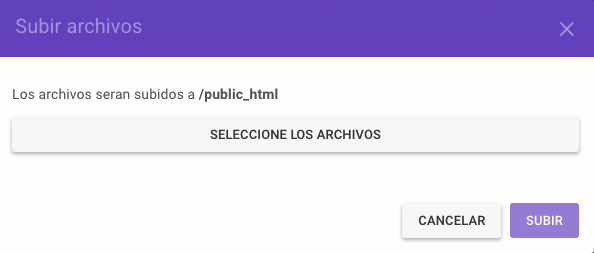 Subir archivos
Los archivos seran subidos a /public_html
SELECCIONE LOS ARCHIVOS
CANCELAR
SUBIR